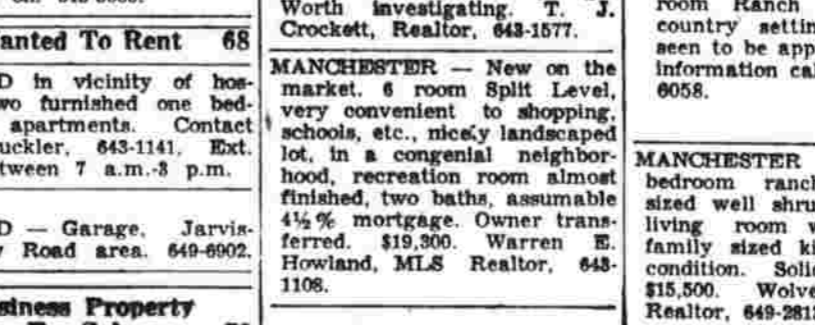 anted To Rent 68
D in vicinity of hos-
wo furnished one bed-
apartments. Contact
uckler, 643-1141, Ext.
tween 7 a.m.-3 p.m.
D — Garage, Jarvis-
Road area. 649-6902.
siness Property
Worth investigating. T. J.
Crockett, Realtor, 643-1577.
MANCHESTER — New on the
market. 6 room Split Level,
very convenient to shopping,
schools, etc., nicely landscaped
lot, in a congenial neighbor-
hood, recreation room almost
finished, two baths, assumable
4½% mortgage. Owner trans-
ferred. $19,300. Warren E.
Howland, MLS Realtor, 643-
1108.
room Ranch
country settin
seen to be app
information cal
6058.
MANCHESTER
bedroom ranch
sized well shru
living room w
family sized ki
condition. Solid
$15,500. Wolve
Realtor, 649-2813